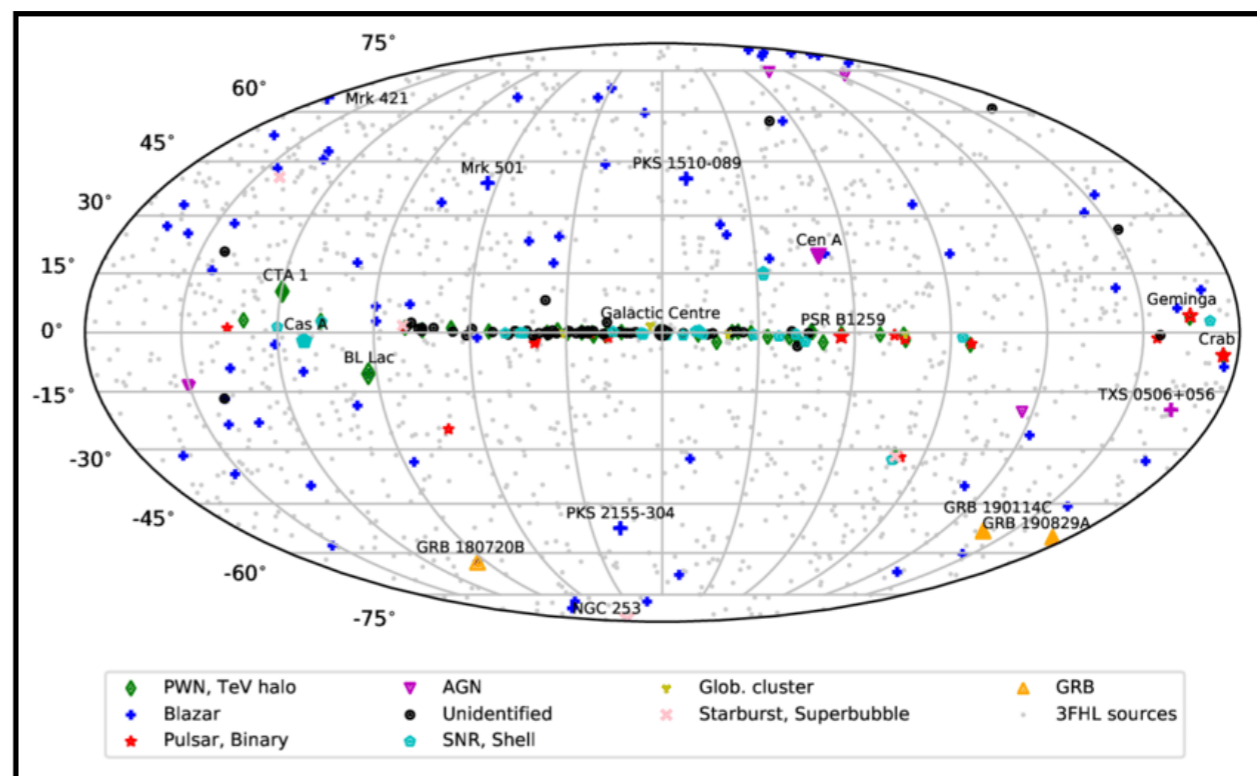 75°
60°
Mrk 421
45°
Mrk 501
PKS 1510-089
30°
Cen A
15°
CTA 1
Geminga
Galactic Centre
PSR B1259
0°
Cas A
Crab
BL Lac
-15°
TXS 0506+056
-30°
GRB 190114C
-45°
PKS 2155-304
GRB 190829A
GRB 180720B
-60°
NGC 253
-75°
PWN, TeV halo
AGN
Glob. cluster
GRB
Blazar
Unidentified
Starburst, Superbubble
3FHL sources
Pulsar, Binary
SNR, Shell